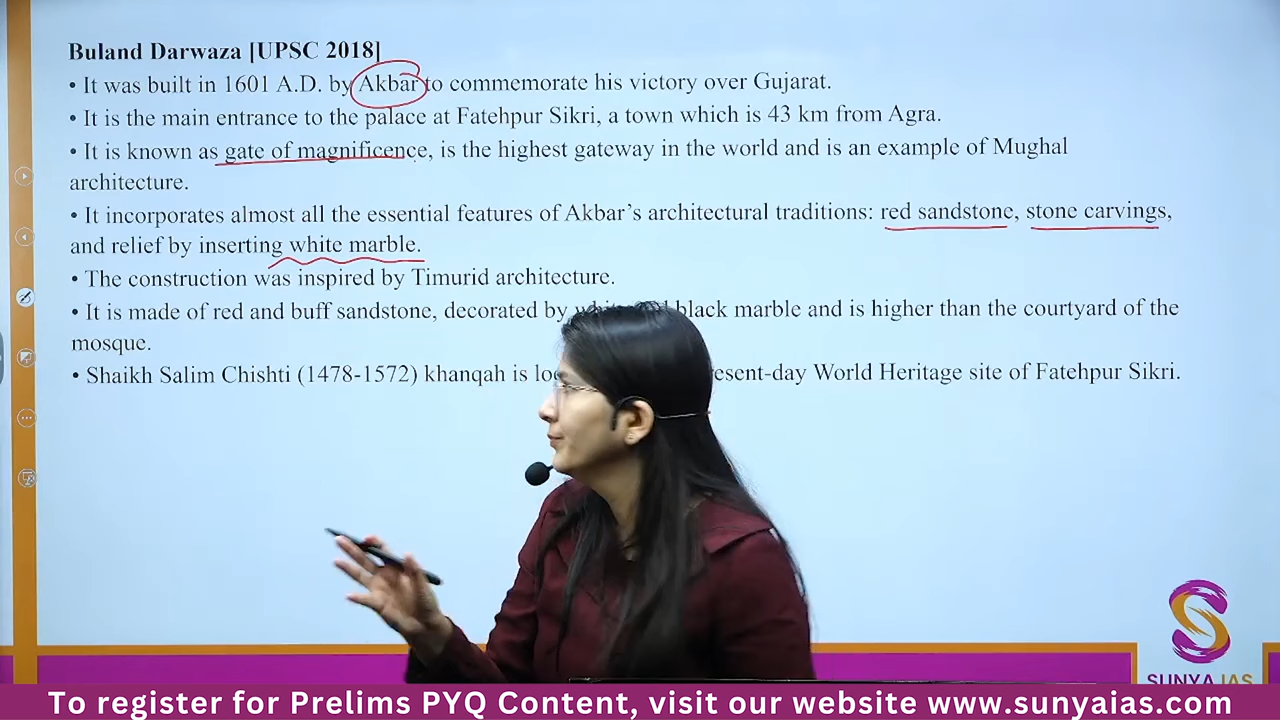 Buland Darwaza [UPSC 2018]
• It was built in 1601 A.D. by Akbar to commemorate his victory over Gujarat.
• It is the main entrance to the palace at Fatehpur Sikri, a town which is 43 km from Agra.
• It is known as gate of magnificence, is the highest gateway in the world and is an example of Mughal
architecture.
• It incorporates almost all the essential features of Akbar’s architectural traditions: red sandstone, stone carvings,
and relief by inserting white marble.
• The construction was inspired by Timurid architecture.
• It is made of red and buff sandstone, decorated by black marble and is higher than the courtyard of the
mosque.
• Shaikh Salim Chishti (1478-1572) khanqah is World Heritage site of Fatehpur Sikri.
SUNYA IAS
To register for Prelims PYQ Content, visit our website www.sunyaias.com